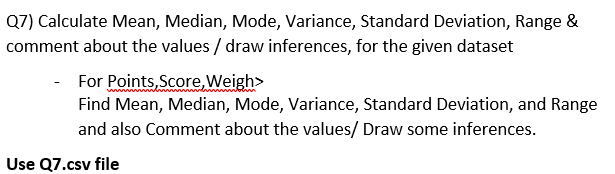 Q7) Calculate Mean, Median, Mode, Variance, Standard Deviation, Range &
comment about the values / draw inferences, for the given dataset
- For Points,Score,Weigh>
Find Mean, Median, Mode, Variance, Standard Deviation, and Range
and also Comment about the values/ Draw some inferences.
Use Q7.csv file